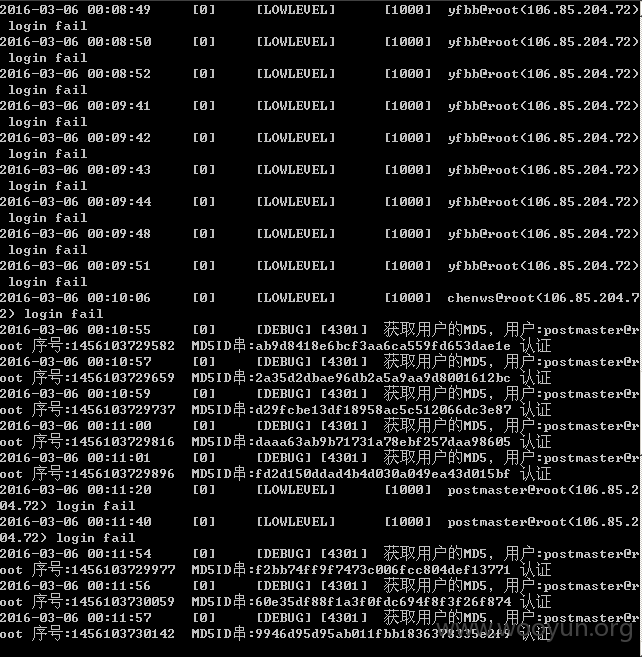 2016-03-06 00:08:49 [0] [LOWLEVEL] [1000] yfbb@root(106.85.204.72)
login fail
2016-03-06 00:08:50 [0] [LOWLEVEL] [1000] yfbb@root(106.85.204.72)
login fail
2016-03-06 00:08:52 [0] [LOWLEVEL] [1000] yfbb@root(106.85.204.72)
login fail
2016-03-06 00:09:41 [0] [LOWLEVEL] [1000] yfbb@root(106.85.204.72)
login fail
2016-03-06 00:09:42 [0] [LOWLEVEL] [1000] yfbb@root(106.85.204.72)
login fail
2016-03-06 00:09:43 [0] [LOWLEVEL] [1000] yfbb@root(106.85.204.72)
login fail
2016-03-06 00:09:44 [0] [LOWLEVEL] [1000] yfbb@root(106.85.204.72)
login fail
2016-03-06 00:09:48 [0] [LOWLEVEL] [1000] yfbb@root(106.85.204.72)
login fail
2016-03-06 00:09:51 [0] [LOWLEVEL] [1000] yfbb@root(106.85.204.72)
login fail
2016-03-06 00:10:06 [0] [LOWLEVEL] [1000] chenws@root(106.85.204.7
2) login fail
2016-03-06 00:10:55 [0] [DEBUG] [4301] 获取用户的MD5, 用户:postmaster@r
oot 序号:1456103729582 MD5ID串:ab9d8418e6bcf3aa6ca559fd653dae1e 认证
2016-03-06 00:10:57 [0] [DEBUG] [4301] 获取用户的MD5, 用户:postmaster@r
oot 序号:1456103729659 MD5ID串:2a35d2dbae96db2a5a9aa9d8001612bc 认证
2016-03-06 00:10:59 [0] [DEBUG] [4301] 获取用户的MD5, 用户:postmaster@r
oot 序号:1456103729737 MD5ID串:d29fcbe13df18958ac5c512066dc3e87 认证
2016-03-06 00:11:00 [0] [DEBUG] [4301] 获取用户的MD5, 用户:postmaster@r
oot 序号:1456103729816 MD5ID串:daaa63ab9b71731a78ebf257daa98605 认证
2016-03-06 00:11:01 [0] [DEBUG] [4301] 获取用户的MD5, 用户:postmaster@r
oot 序号:1456103729896 MD5ID串:fd2d150ddad4b4d030a049ea43d015bf 认证
2016-03-06 00:11:20 [0] [LOWLEVEL] [1000] postmaster@root(106.85.2
04.72) login fail
2016-03-06 00:11:40 [0] [LOWLEVEL] [1000] postmaster@root(106.85.2
04.72) login fail
2016-03-06 00:11:54 [0] [DEBUG] [4301] 获取用户的MD5, 用户:postmaster@r
oot 序号:1456103729977 MD5ID串:f2bb74ff9f7473c006fcc804def13771 认证
2016-03-06 00:11:56 [0] [DEBUG] [4301] 获取用户的MD5, 用户:postmaster@r
oot 序号:1456103730059 MD5ID串:60e35df88f1a3f0fdc694f8f3f26f874 认证
2016-03-06 00:11:57 [0] [DEBUG] [4301] 获取用户的MD5, 用户:postmaster@r
oot 序号:1456103730142 MD5ID串:9946d95d95ab011fbb1836378335e249 认证
www.wooyun.org